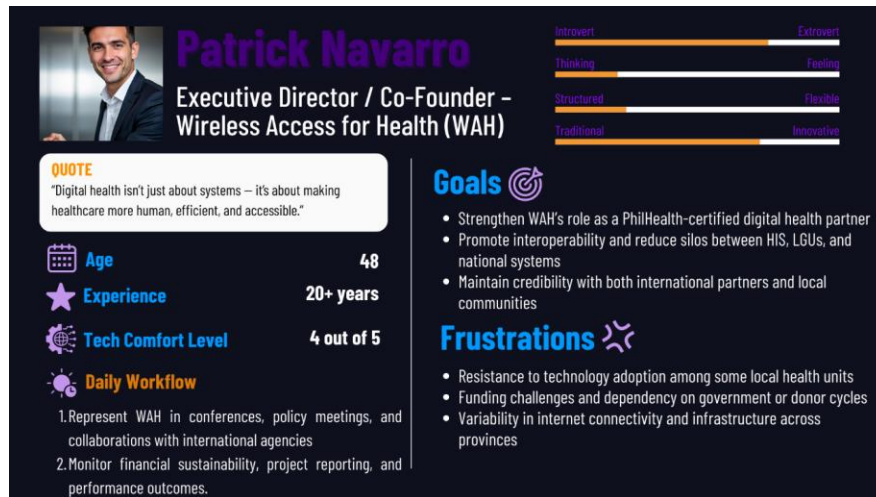 Patrick Navarro
Executive Director / Co-Founder –
Wireless Access for Health (WAH)
Introvert Extrovert
Thinking Feeling
Structured Flexible
Traditional Innovative
QUOTE
“Digital health isn’t just about systems – it’s about making
healthcare more human, efficient, and accessible.”
Age 48
Experience 20+ years
Tech Comfort Level 4 out of 5
Daily Workflow
1. Represent WAH in conferences, policy meetings, and
collaborations with international agencies
2. Monitor financial sustainability, project reporting, and
performance outcomes.
Goals
• Strengthen WAH’s role as a PhilHealth-certified digital health partner
• Promote interoperability and reduce silos between HIS, LGUs, and
national systems
• Maintain credibility with both international partners and local
communities
Frustrations
• Resistance to technology adoption among some local health units
• Funding challenges and dependency on government or donor cycles
• Variability in internet connectivity and infrastructure across
provinces